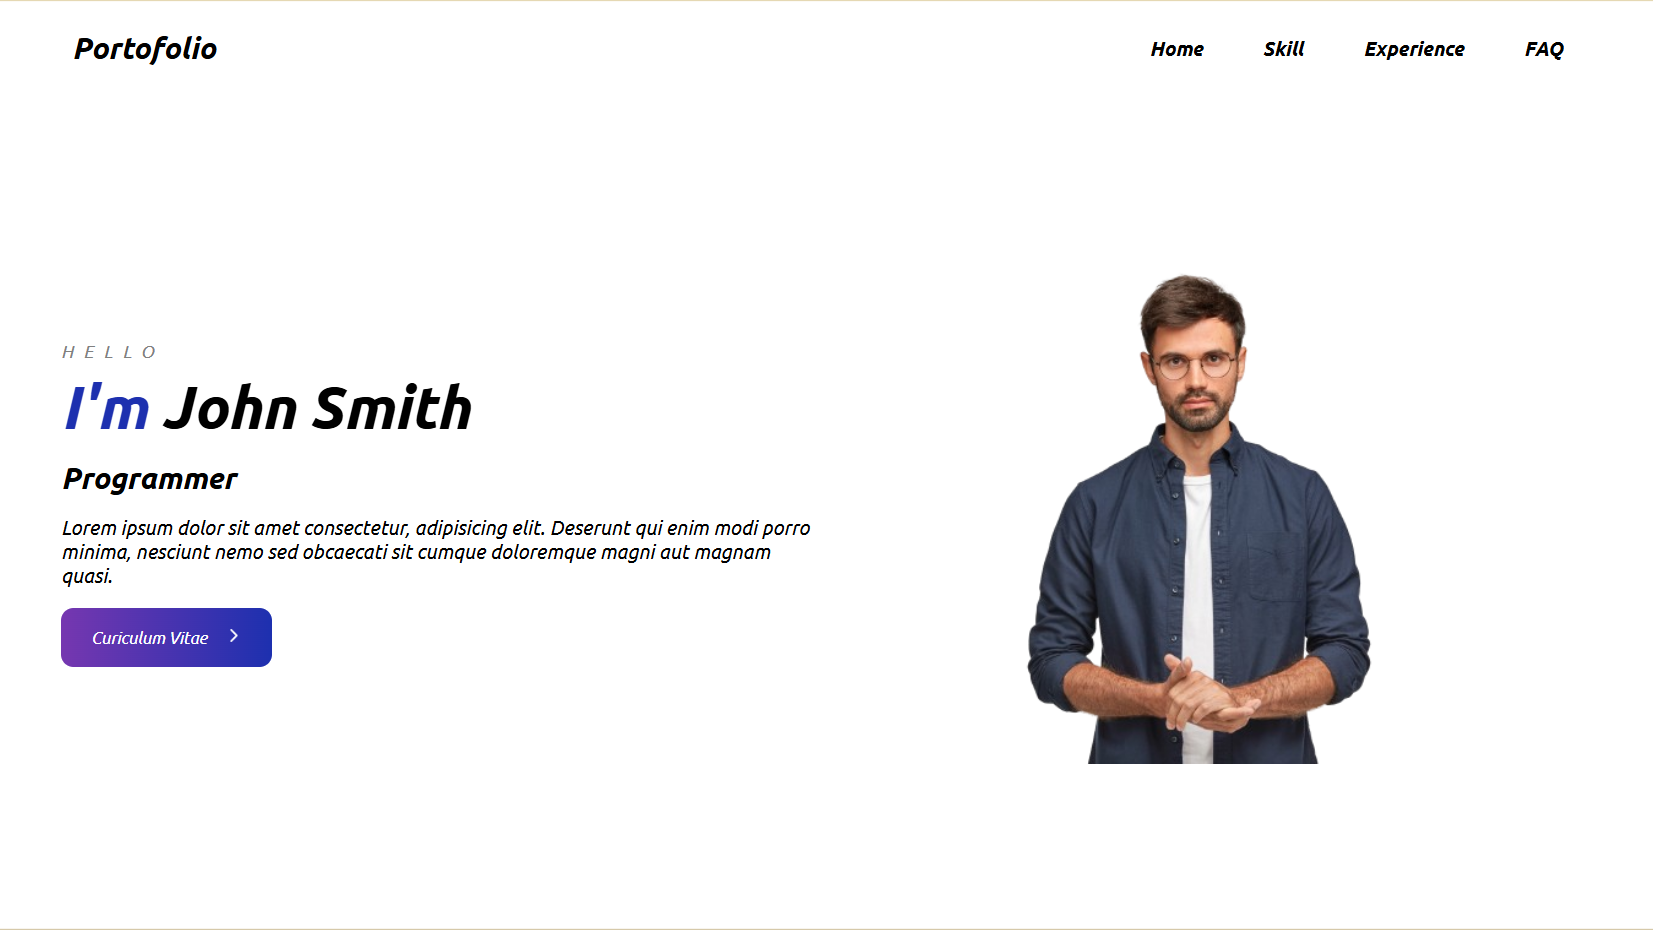 Portofolio
Home
Skill
Experience
FAQ
HELLO
I'm John Smith
Programmer
Lorem ipsum dolor sit amet consectetur, adipisicing elit. Deserunt qui enim modi porro
minima, nesciunt nemo sed obcaecati sit cumque doloremque magni aut magnam
quasi.
Curiculum Vitae